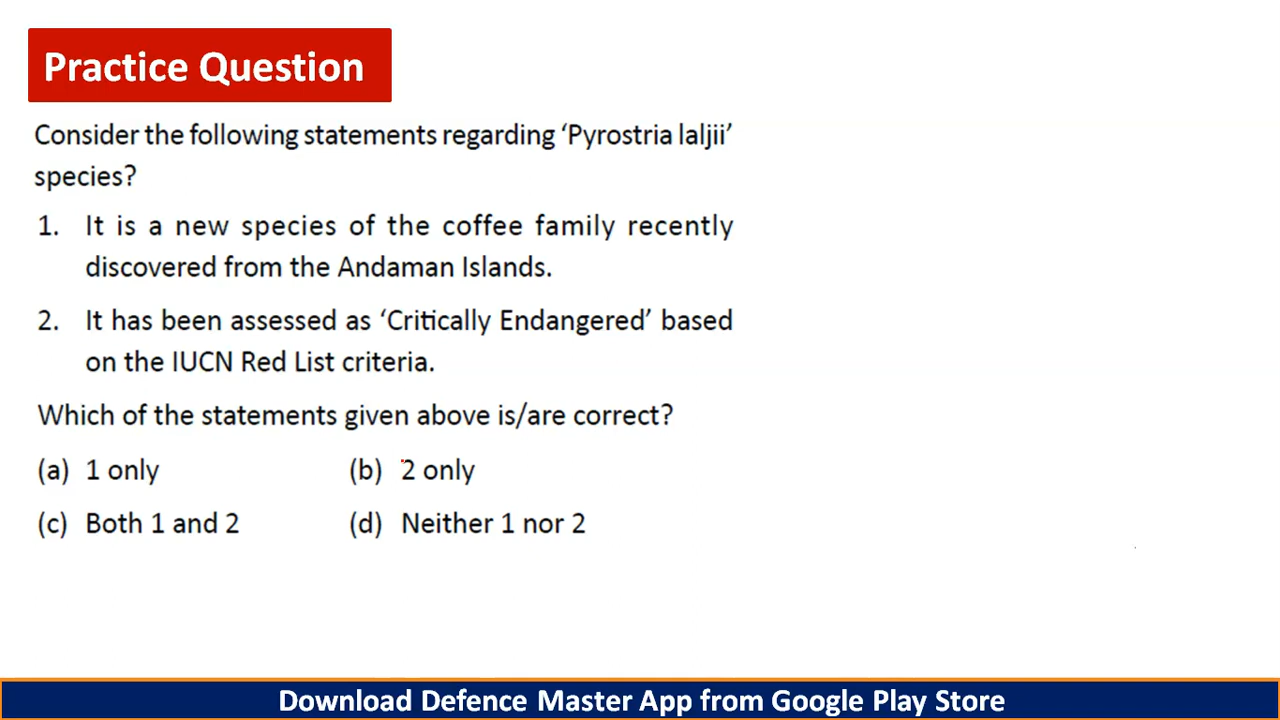 Practice Question
Consider the following statements regarding ‘Pyrostria laljii’
species?
1. It is a new species of the coffee family recently
discovered from the Andaman Islands.
2. It has been assessed as ‘Critically Endangered’ based
on the IUCN Red List criteria.
Which of the statements given above is/are correct?
(a) 1 only (b) 2 only
(c) Both 1 and 2 (d) Neither 1 nor 2
Download Defence Master App from Google Play Store